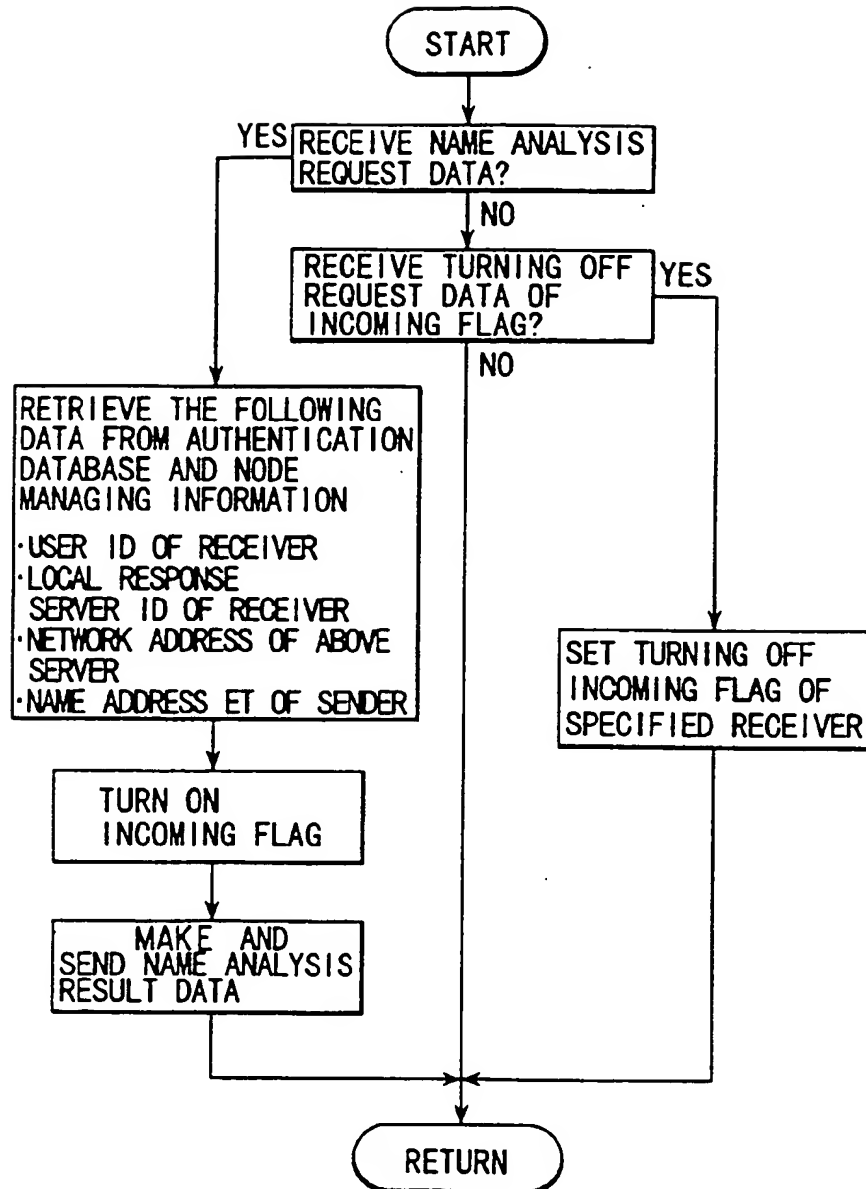 START
YES
RECEIVE NAME ANALYSIS
REQUEST DATA?
NO
RECEIVE TURNING OFF
REQUEST DATA OF
INCOMING FLAG?
YES
NO
RETRIEVE THE FOLLOWING
DATA FROM AUTHENTICATION
DATABASE AND NODE
MANAGING INFORMATION
·USER ID OF RECEIVER
·LOCAL RESPONSE
SERVER ID OF RECEIVER
·NETWORK ADDRESS OF ABOVE
SERVER
·NAME ADDRESS ET OF SENDER
SET TURNING OFF
INCOMING FLAG OF
SPECIFIED RECEIVER
TURN ON
INCOMING FLAG
MAKE AND
SEND NAME ANALYSIS
RESULT DATA
RETURN